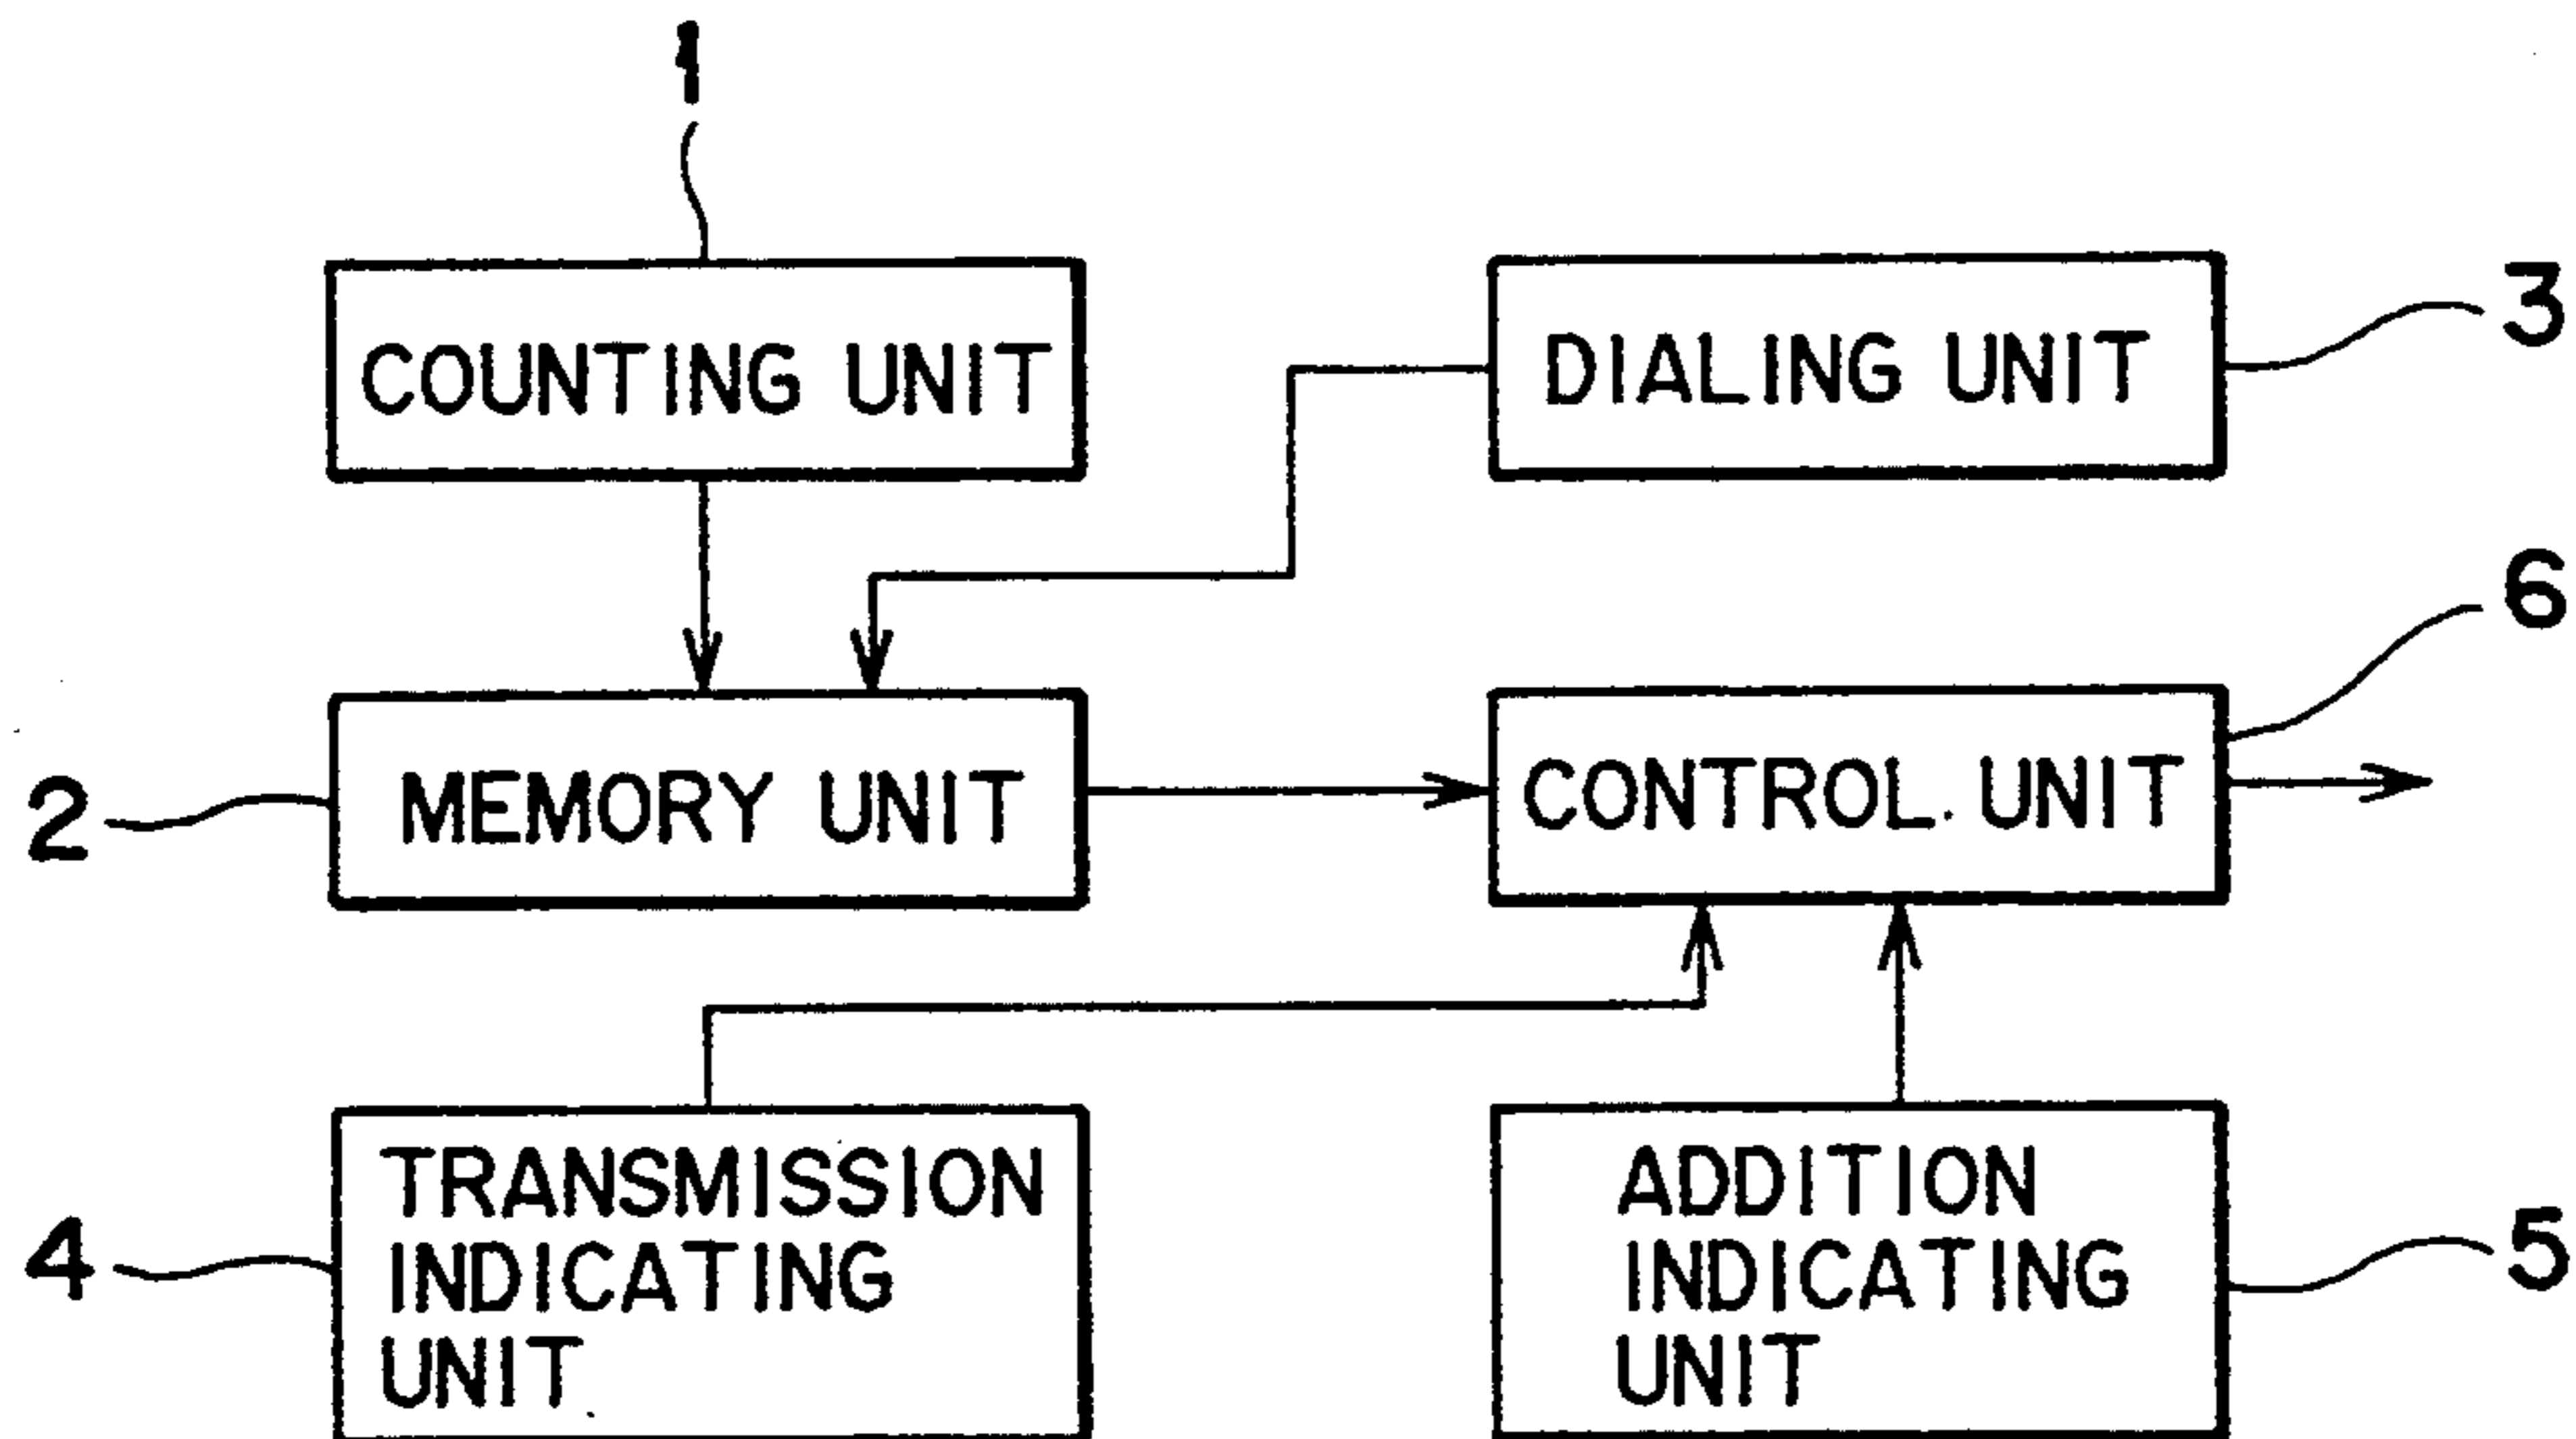 1
COUNTING UNIT
DIALING UNIT
3
6
2
MEMORY UNIT
CONTROL. UNIT
TRANSMISSION
INDICATING
UNIT
4
ADDITION
INDICATING
UNIT
5